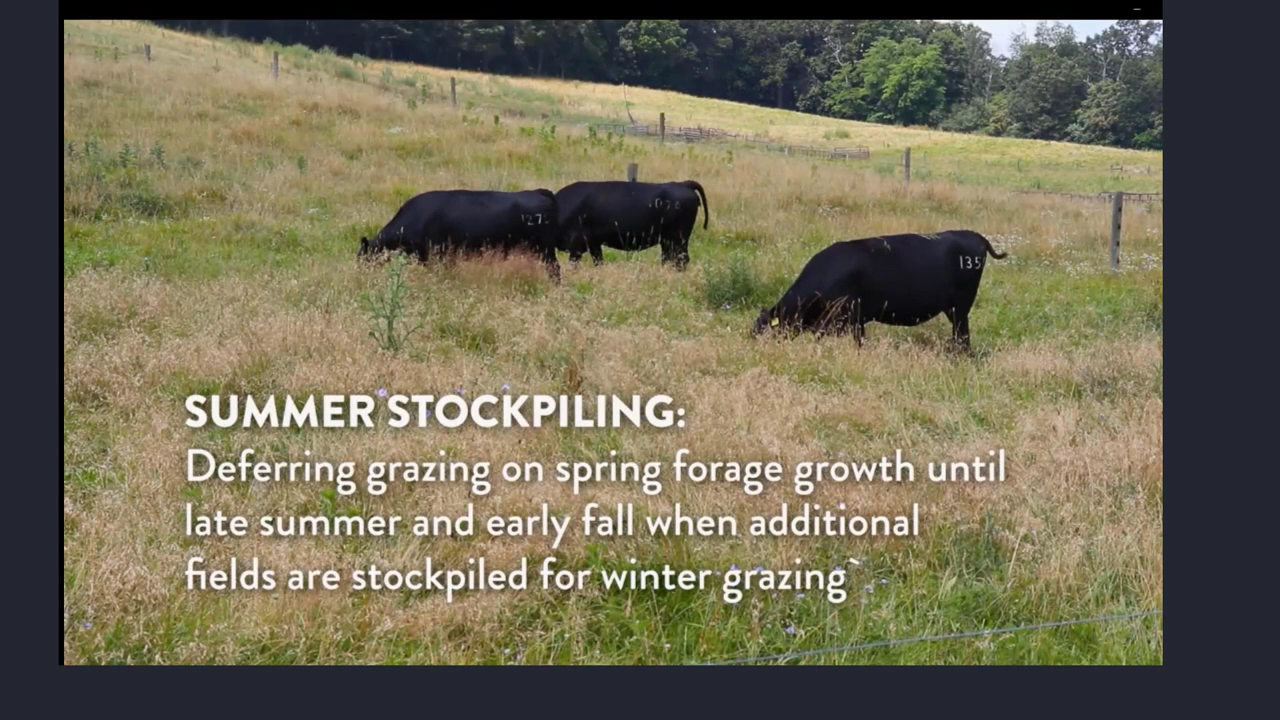 SUMMER STOCKPILING:
Deferring grazing on spring forage growth until
late summer and early fall when additional
fields are stockpiled for winter grazing`
135